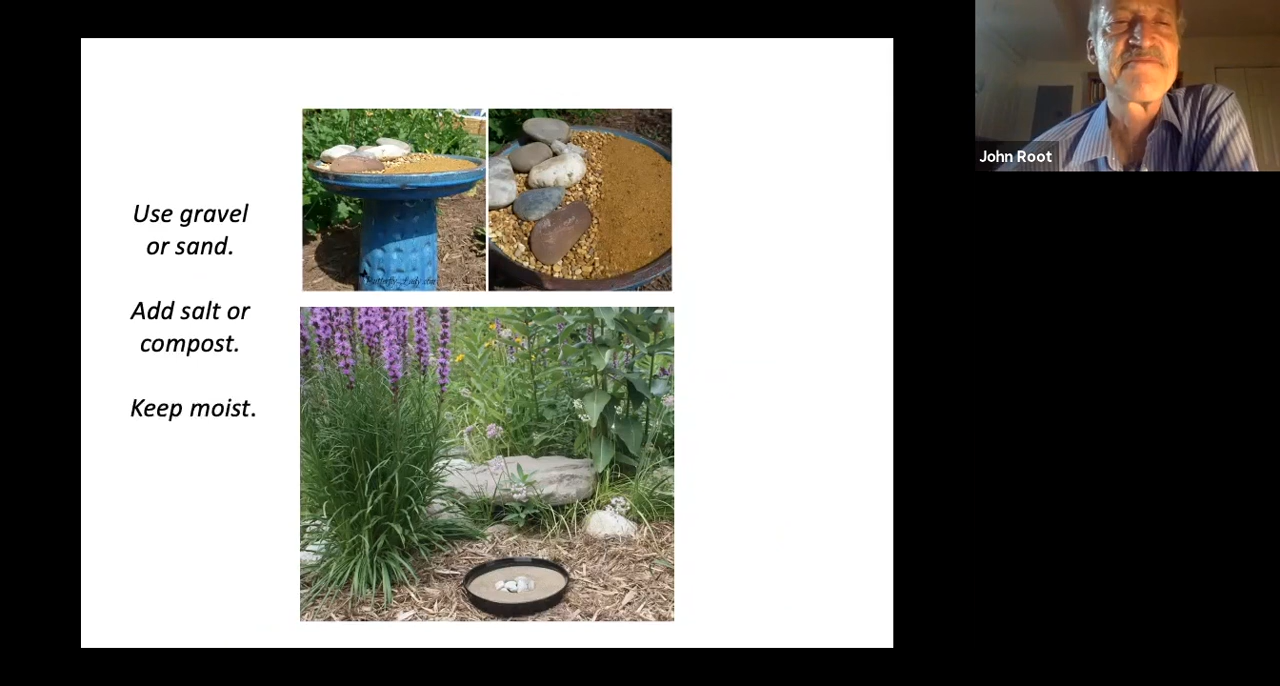 Use gravel
or sand.
Add salt or
compost.
Keep moist.
John Root